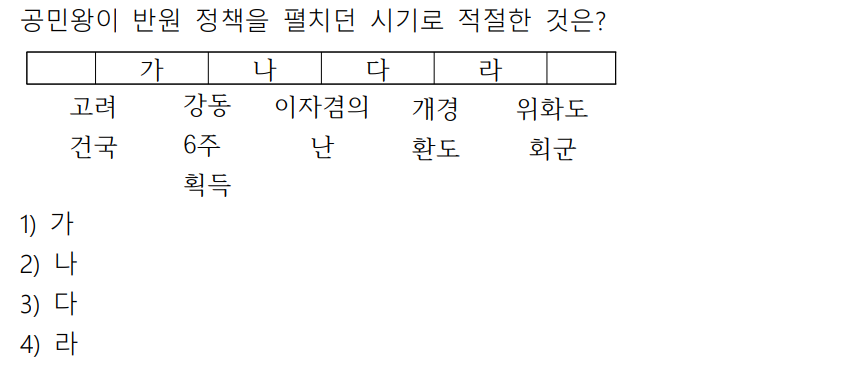 공민왕이 반원 정책을 펼치던 시기로 적절한 것은?
가 나 다 라
고려 강동 이자겸의 개경 위화도
건국 6주 난 환도 회군
획득
1) 가
2) 나
3) 다
4) 라